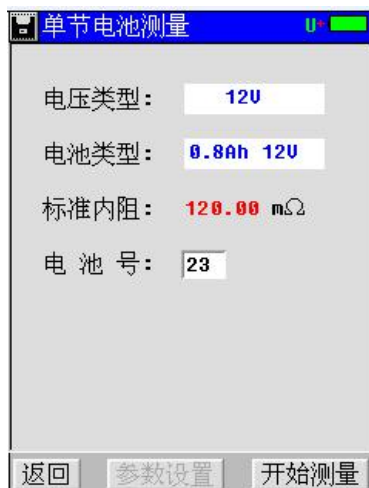 单节电池测量 U+
电压类型： 12V
电池类型： 0.8Ah 12V
标准内阻： 120.00 mΩ
电 池 号： 23
返回 参数设置 开始测量